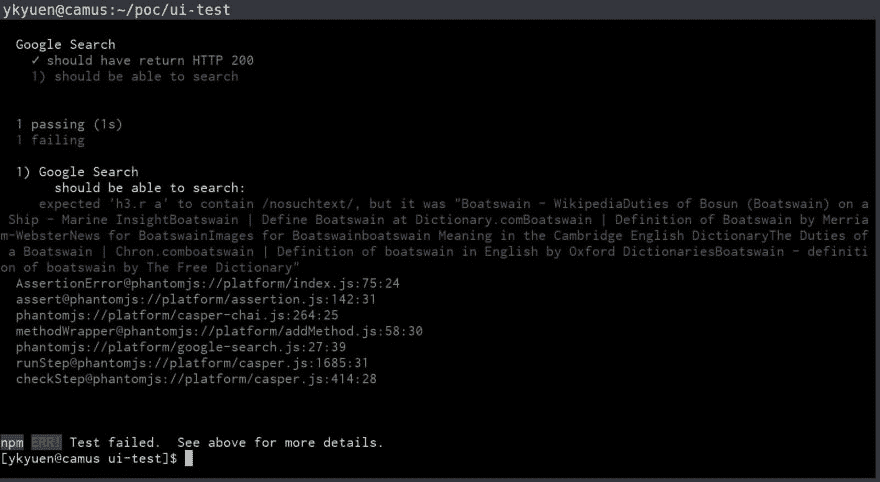 ykyuen@camus:~/poc/ui-test
Google Search
✓ should have return HTTP 200
1) should be able to search
1 passing (1s)
1 failing
1) Google Search
should be able to search:
expected 'h3.r a' to contain /nosuchtext/, but it was "Boatswain - WikipediaDuties of Bosun (Boatswain) on a
Ship - Marine InsightBoatswain | Define Boatswain at Dictionary.comBoatswain | Definition of Boatswain by Merria
m-WebsterNews for BoatswainImages for Boatswainboatswain Meaning in the Cambridge English DictionaryThe Duties of
a Boatswain | Chron.comboatswain | Definition of boatswain in English by Oxford DictionariesBoatswain - definiti
on of boatswain by The Free Dictionary"
AssertionError@phantomjs://platform/index.js:75:24
assert@phantomjs://platform/assertion.js:142:31
phantomjs://platform/casper-chai.js:264:25
methodWrapper@phantomjs://platform/addMethod.js:58:30
phantomjs://platform/google-search.js:27:39
runStep@phantomjs://platform/casper.js:1685:31
checkStep@phantomjs://platform/casper.js:414:28
npm ERR! Test failed.  See above for more details.
[ykyuen@camus ui-test]$